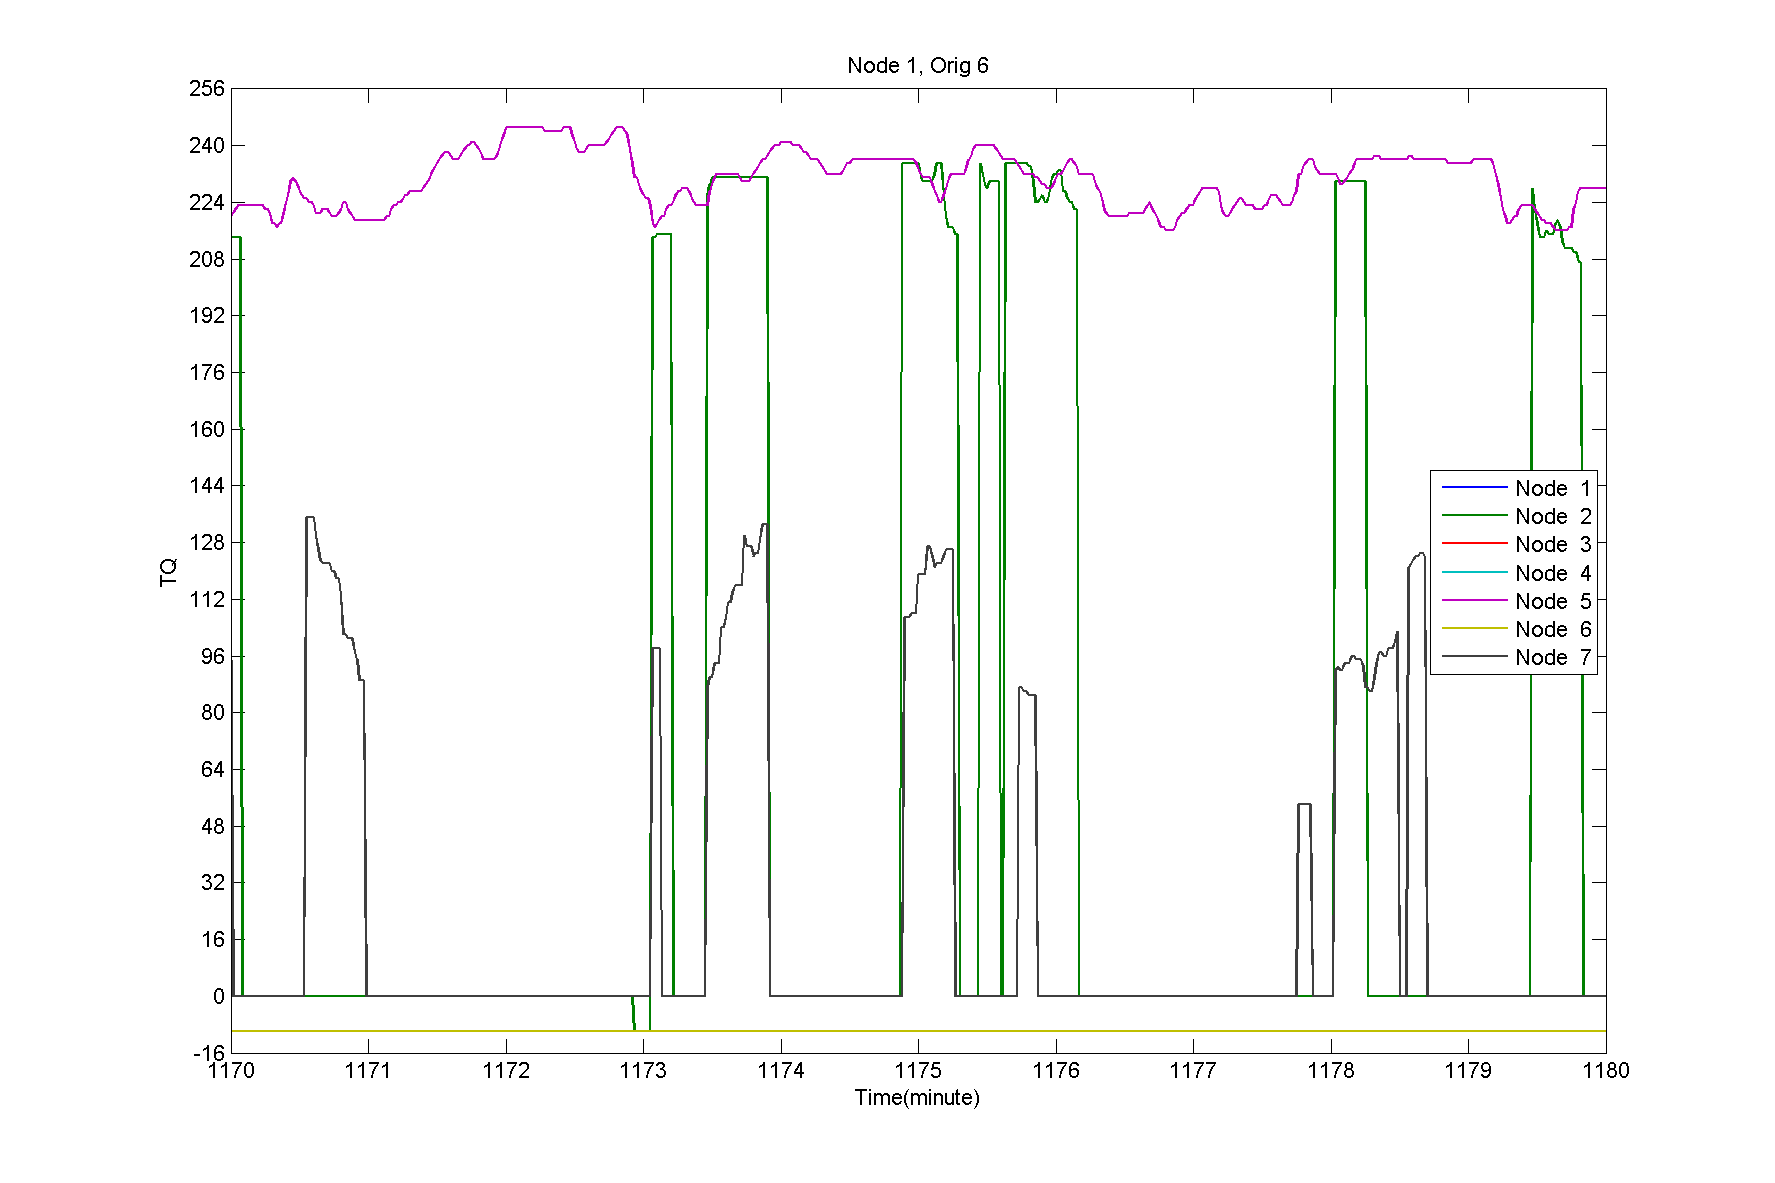 Node 1, Orig 6
256
240
224
208
192
176
160
144
128
112
96
80
64
48
32
16
0
-16
TQ
Node 1
Node 2
Node 3
Node 4
Node 5
Node 6
Node 7
1170 1171 1172 1173 1174 1175 1176 1177 1178 1179 1180
Time(minute)